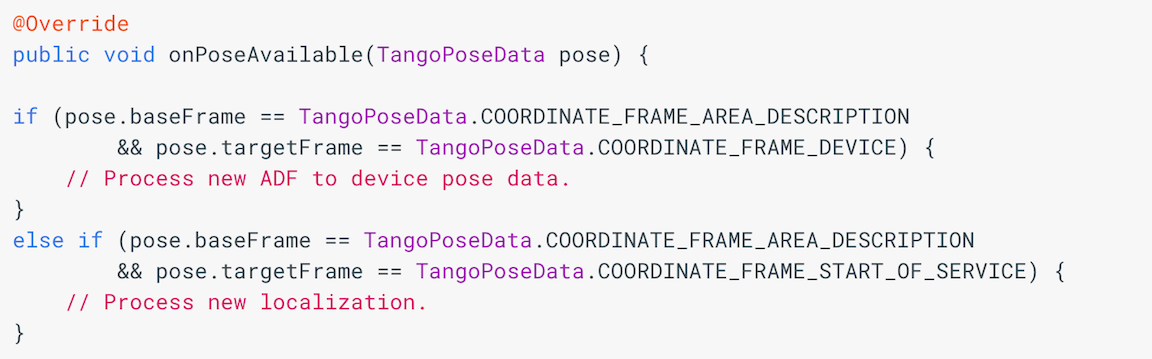 @Override
public void onPoseAvailable(TangoPoseData pose) {
if (pose.baseFrame == TangoPoseData.COORDINATE_FRAME_AREA_DESCRIPTION
&& pose.targetFrame == TangoPoseData.COORDINATE_FRAME_DEVICE) {
// Process new ADF to device pose data.
}
else if (pose.baseFrame == TangoPoseData.COORDINATE_FRAME_AREA_DESCRIPTION
&& pose.targetFrame == TangoPoseData.COORDINATE_FRAME_START_OF_SERVICE) {
// Process new localization.
}